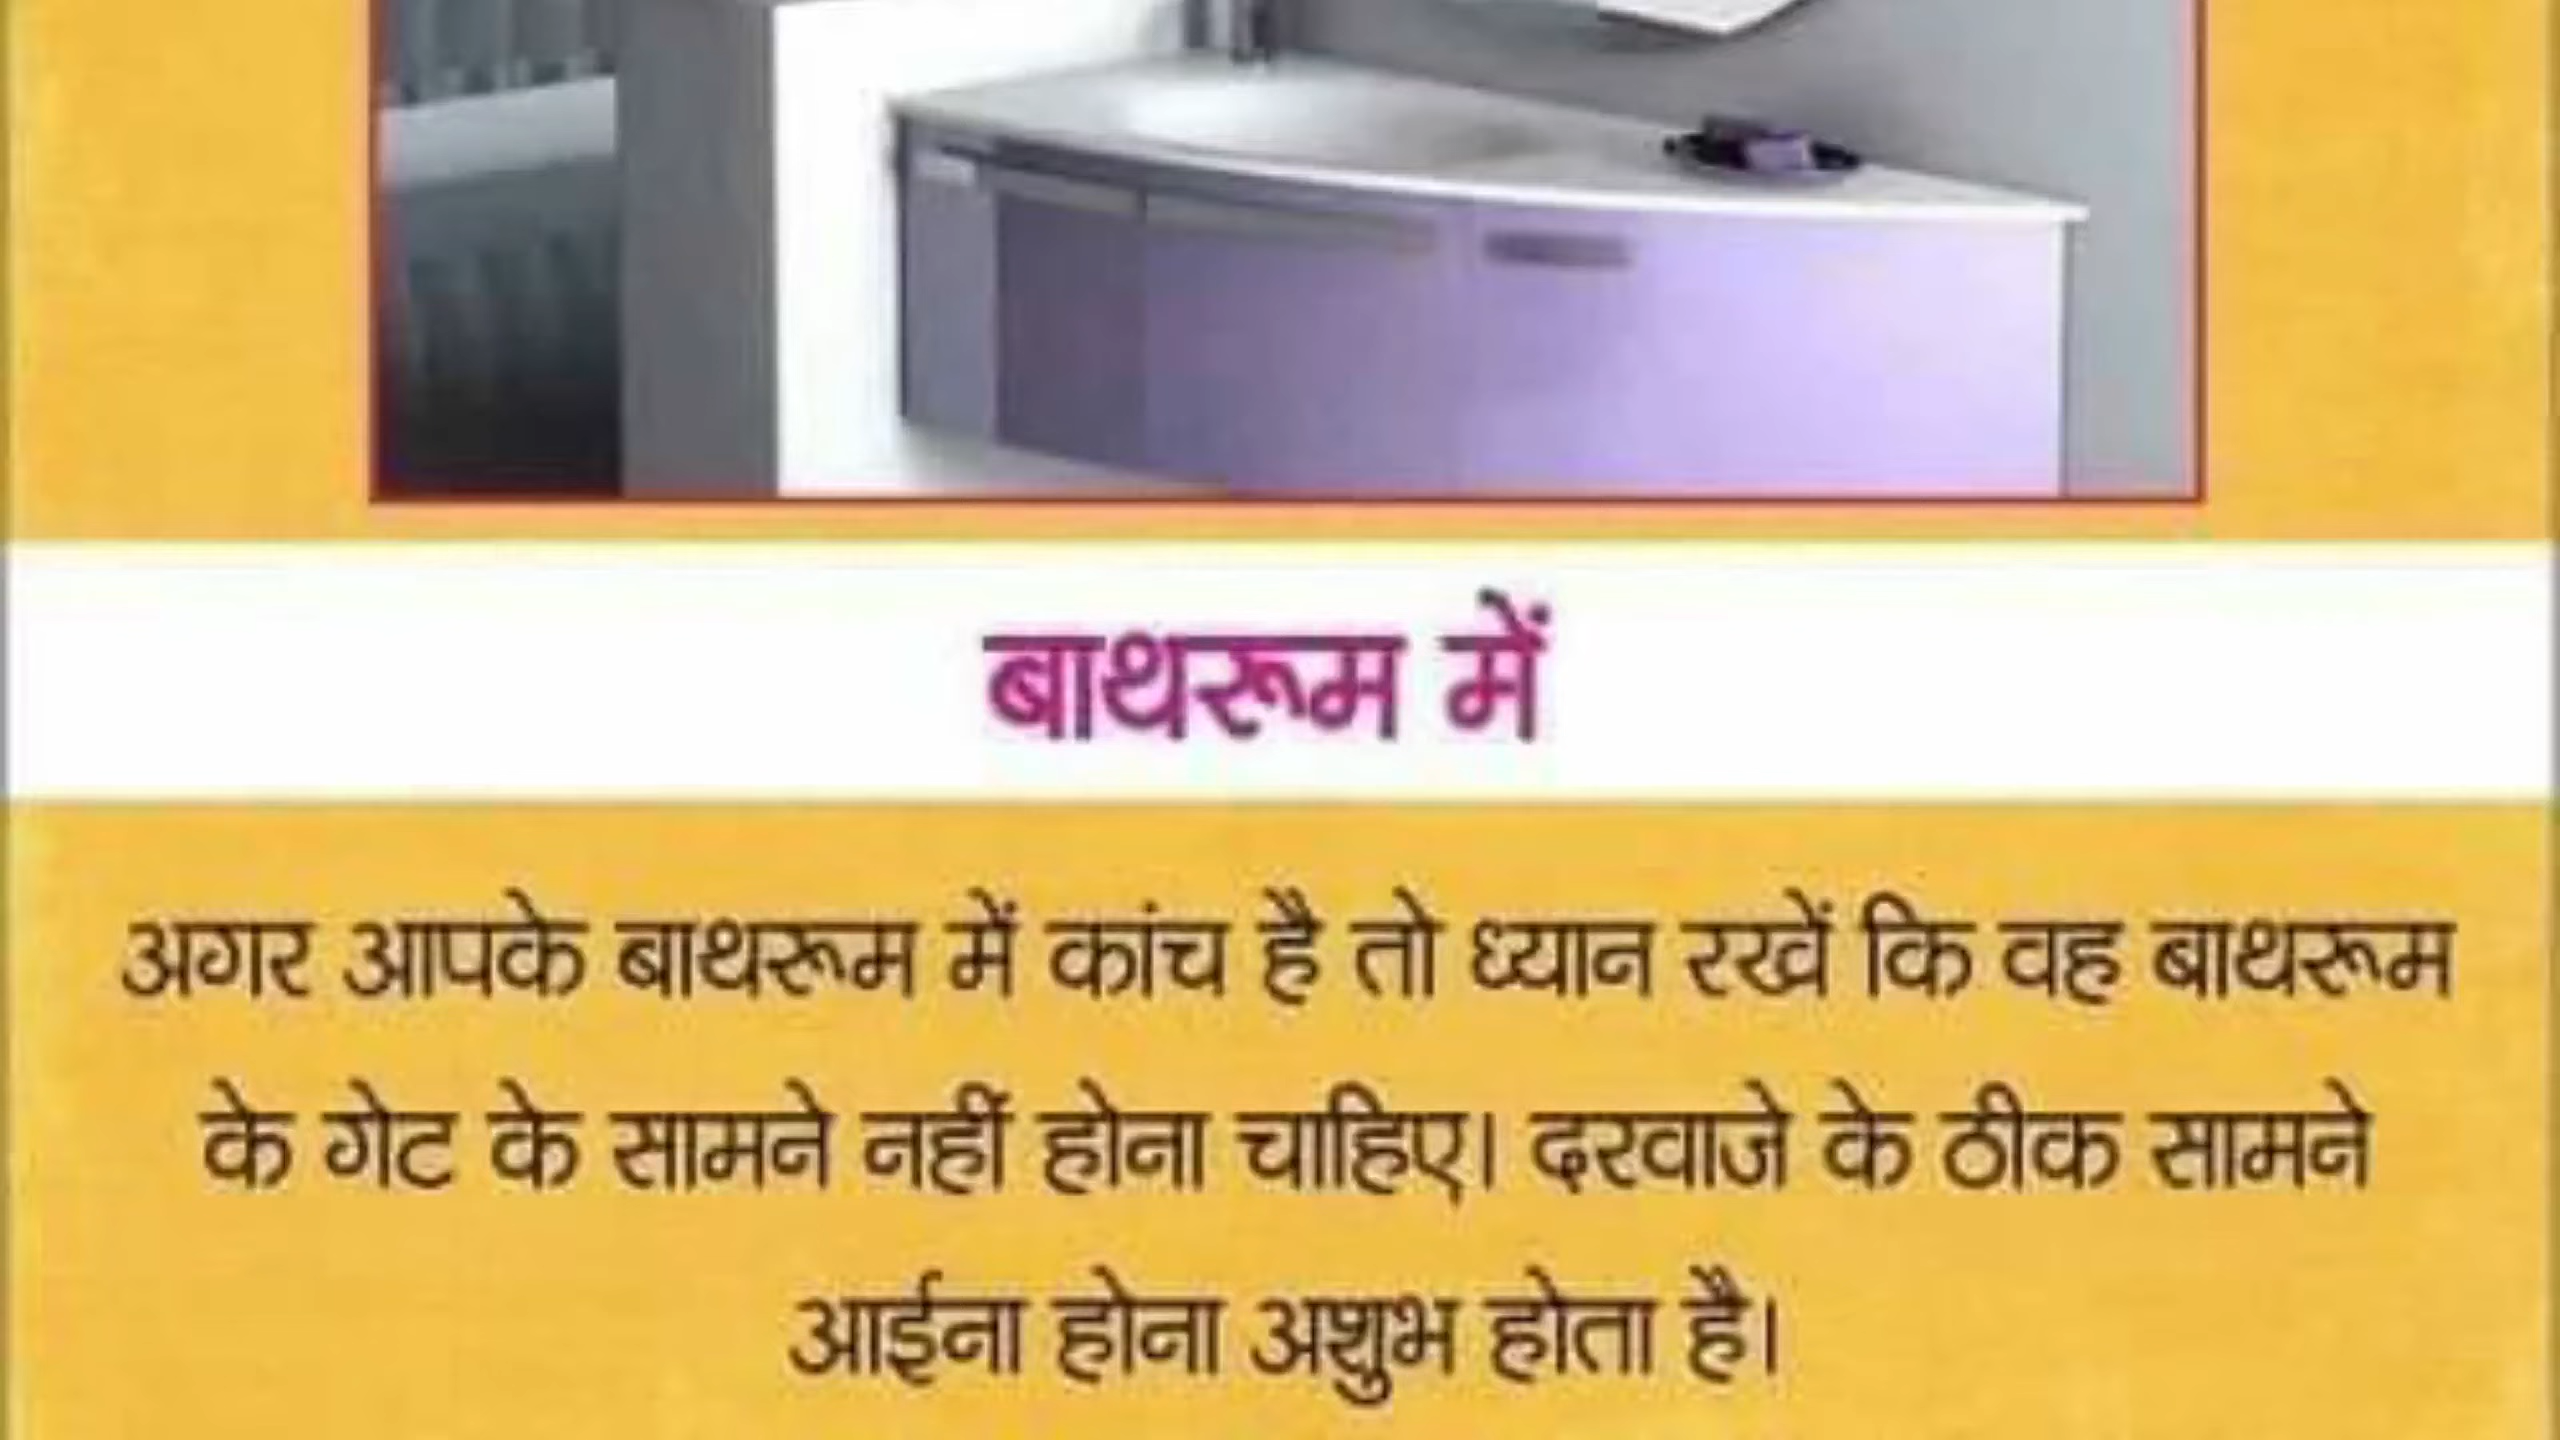 बाथरूम में
अगर आपके बाथरूम में कांच है तो ध्यान रखें कि वह बाथरूम
के गेट के सामने नहीं होना चाहिए। दरवाजे के ठीक सामने
आईना होना अशुभ होता है।